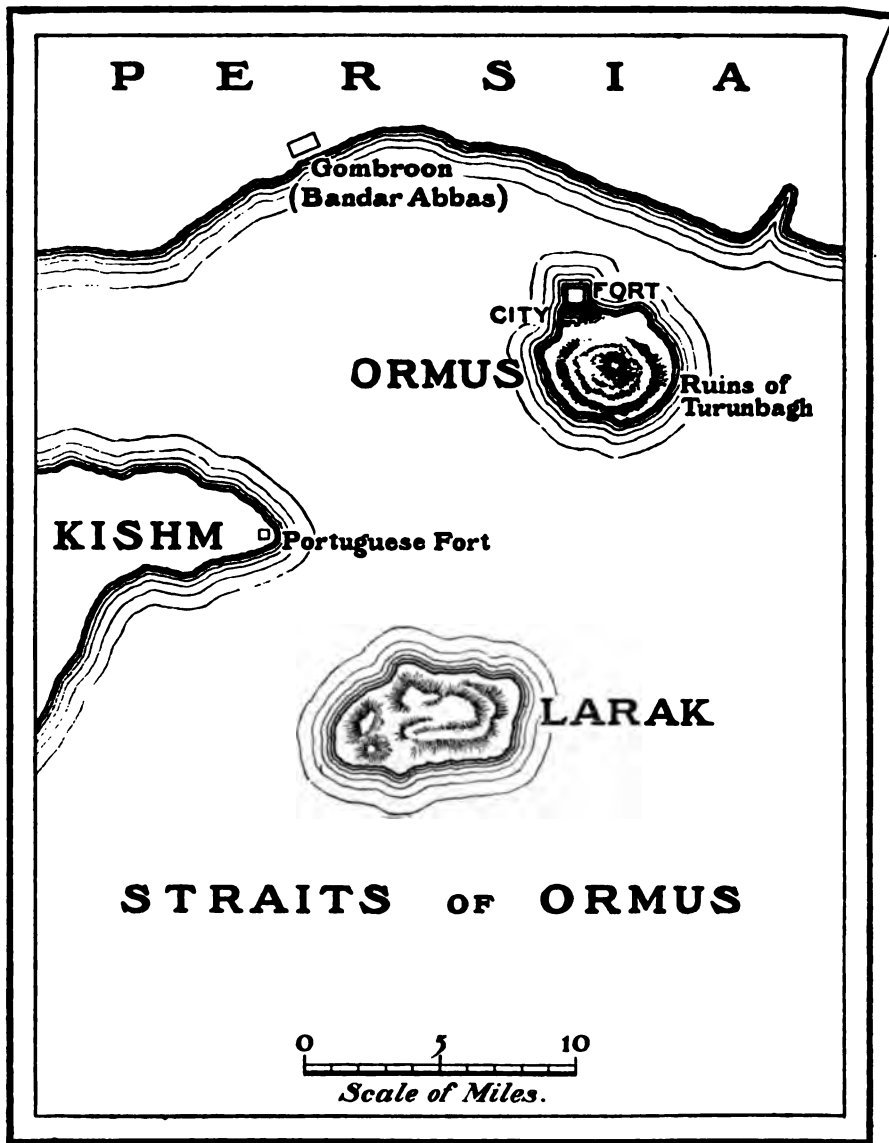 PERSIA
Gombroon
(Bandar Abbas)
FORT
CITY
ORMUS
Ruins of
Turunbagh
KISHM
Portuguese Fort
LARAK
STRAITS OF ORMUS
0 5 10
Scale of Miles.